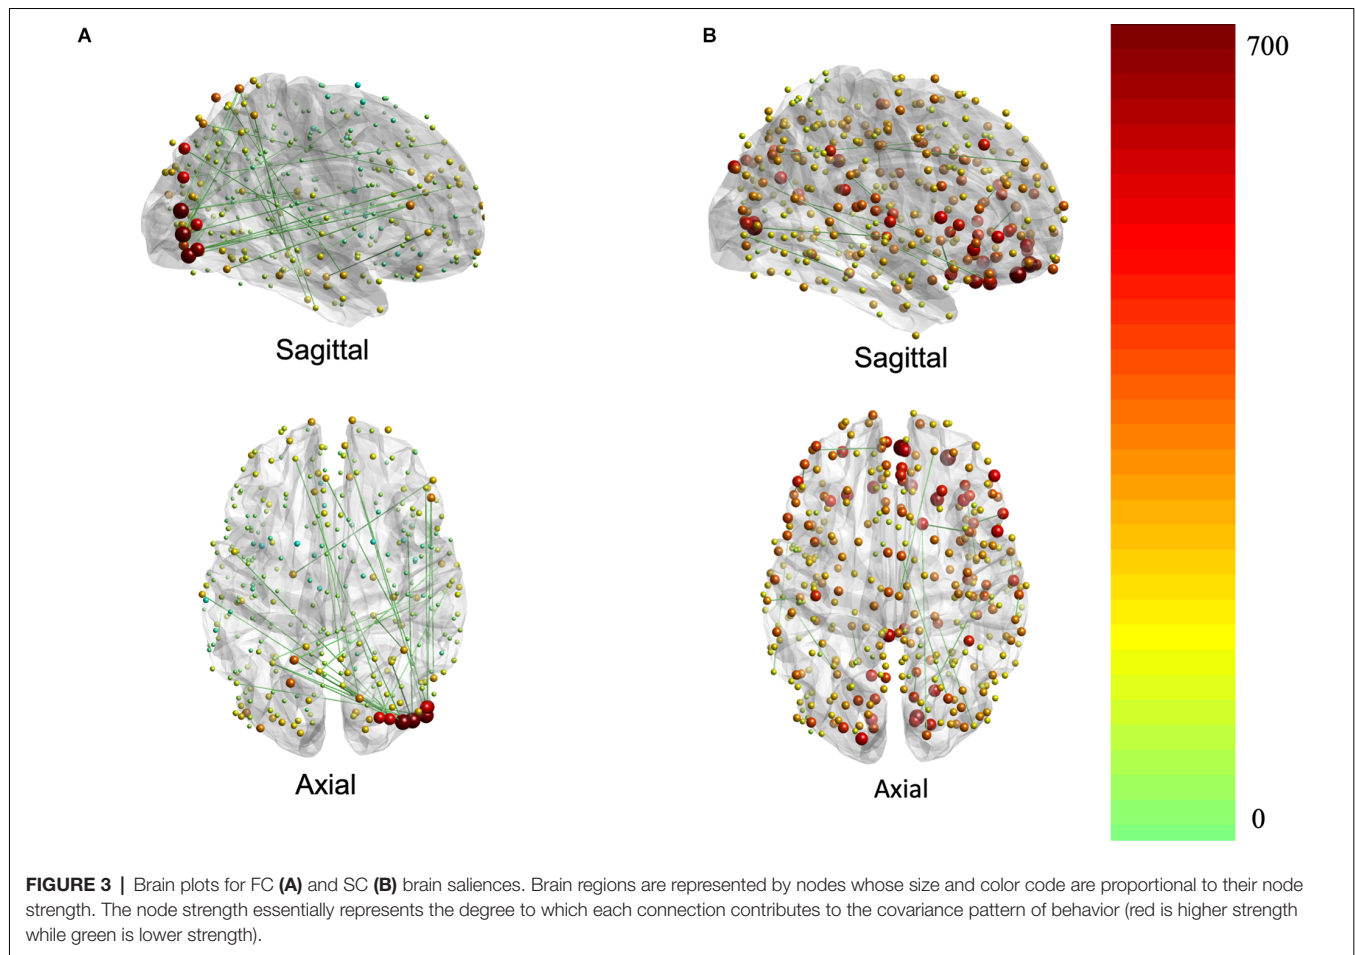 A
B
700
Sagittal
Sagittal
Axial
Axial
0
FIGURE 3 | Brain plots for FC (A) and SC (B) brain saliences. Brain regions are represented by nodes whose size and color code are proportional to their node
strength. The node strength essentially represents the degree to which each connection contributes to the covariance pattern of behavior (red is higher strength
while green is lower strength).